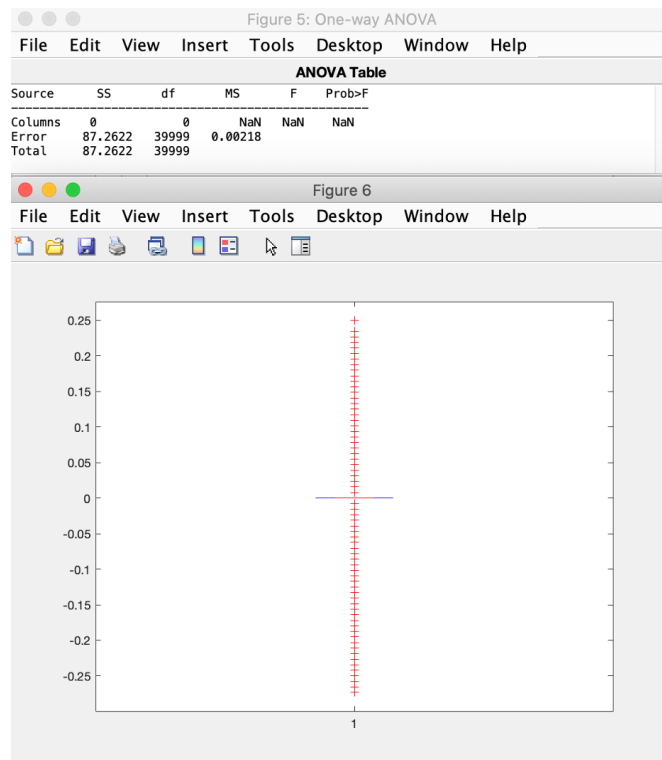 Figure 5: One-way ANOVA
File Edit View Insert Tools Desktop Window Help
ANOVA Table
Source SS df MS F Prob>F
Columns 0 0 NaN NaN NaN
Error 87.2622 39999 0.00218
Total 87.2622 39999
Figure 6
File Edit View Insert Tools Desktop Window Help
0.25
0.2
0.15
0.1
0.05
0
-0.05
-0.1
-0.15
-0.2
-0.25
1